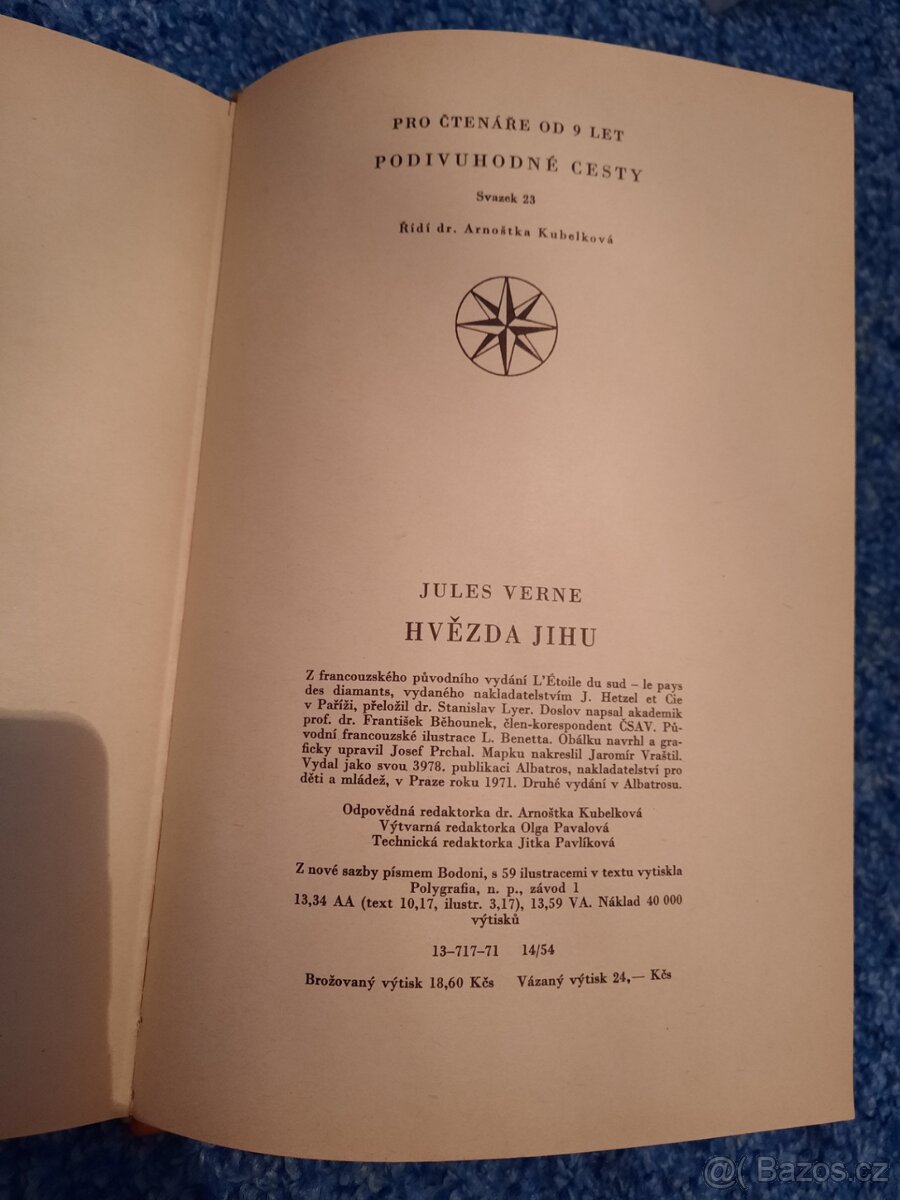 PRO ČTENÁŘE OD 9 LET
PODIVUHODNÉ CESTY
Svazek 23
Řídí dr. Arnoštka Kubelková
JULES VERNE
HVĚZDA JIHU
Z francouzského původního vydání L'Étoile du sud – le pays
des diamants, vydaného nakladatelstvím J. Hetzel et Cie
v Paříži, přeložil dr. Stanislav Lyer. Doslov napsal akademik
prof. dr. František Běhounek, člen-korespondent ČSAV. Pů-
vodní francouzské ilustrace L. Benetta. Obálku navrhl a gra-
ficky upravil Josef Prchal. Mapku nakreslil Jaromír Vraštil.
Vydal jako svou 3978. publikaci Albatros, nakladatelství pro
děti a mládež, v Praze roku 1971. Druhé vydání v Albatrosu.
Odpovědná redaktorka dr. Arnoštka Kubelková
Výtvarná redaktorka Olga Pavalová
Technická redaktorka Jitka Pavlíková
Z nové sazby písmem Bodoni, s 59 ilustracemi v textu vytiskla
Polygrafia, n. p., závod 1
13,34 AA (text 10,17, ilustr. 3,17), 13,59 VA. Náklad 40 000
výtisků
13–717–71 14/54
Brožovaný výtisk 18,60 Kčs Vázaný výtisk 24,— Kčs
@( Bazos.cz